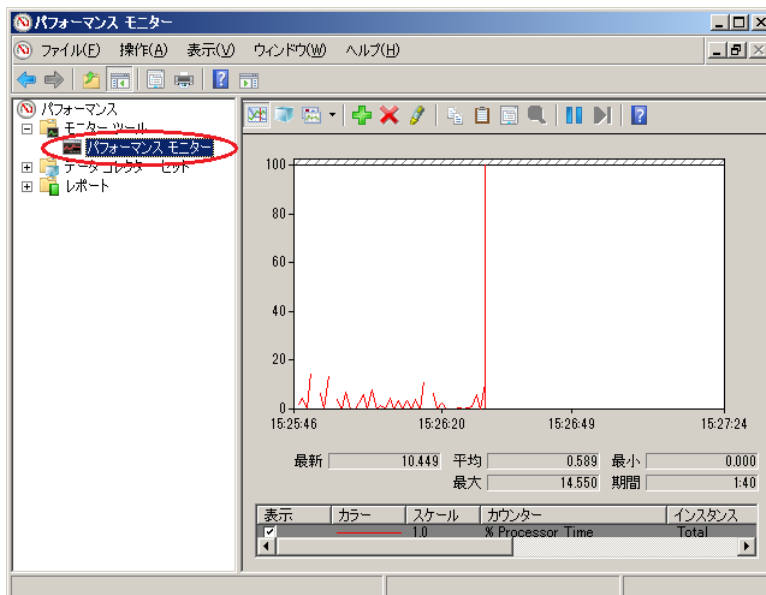 パフォーマンス モニター
ファイル(F) 操作(A) 表示(V) ウィンドウ(W) ヘルプ(H)
パフォーマンス
モニター ツール
パフォーマンス モニター
データ コレクター セット
レポート
100
80
60
40
20
0
15:25:46 15:26:20 15:26:49 15:27:24
最新 10.449 平均 0.589 最小 0.000
最大 14.550 期間 1:40
表示 カラー スケール カウンター インスタンス
1.0 % Processor Time Total